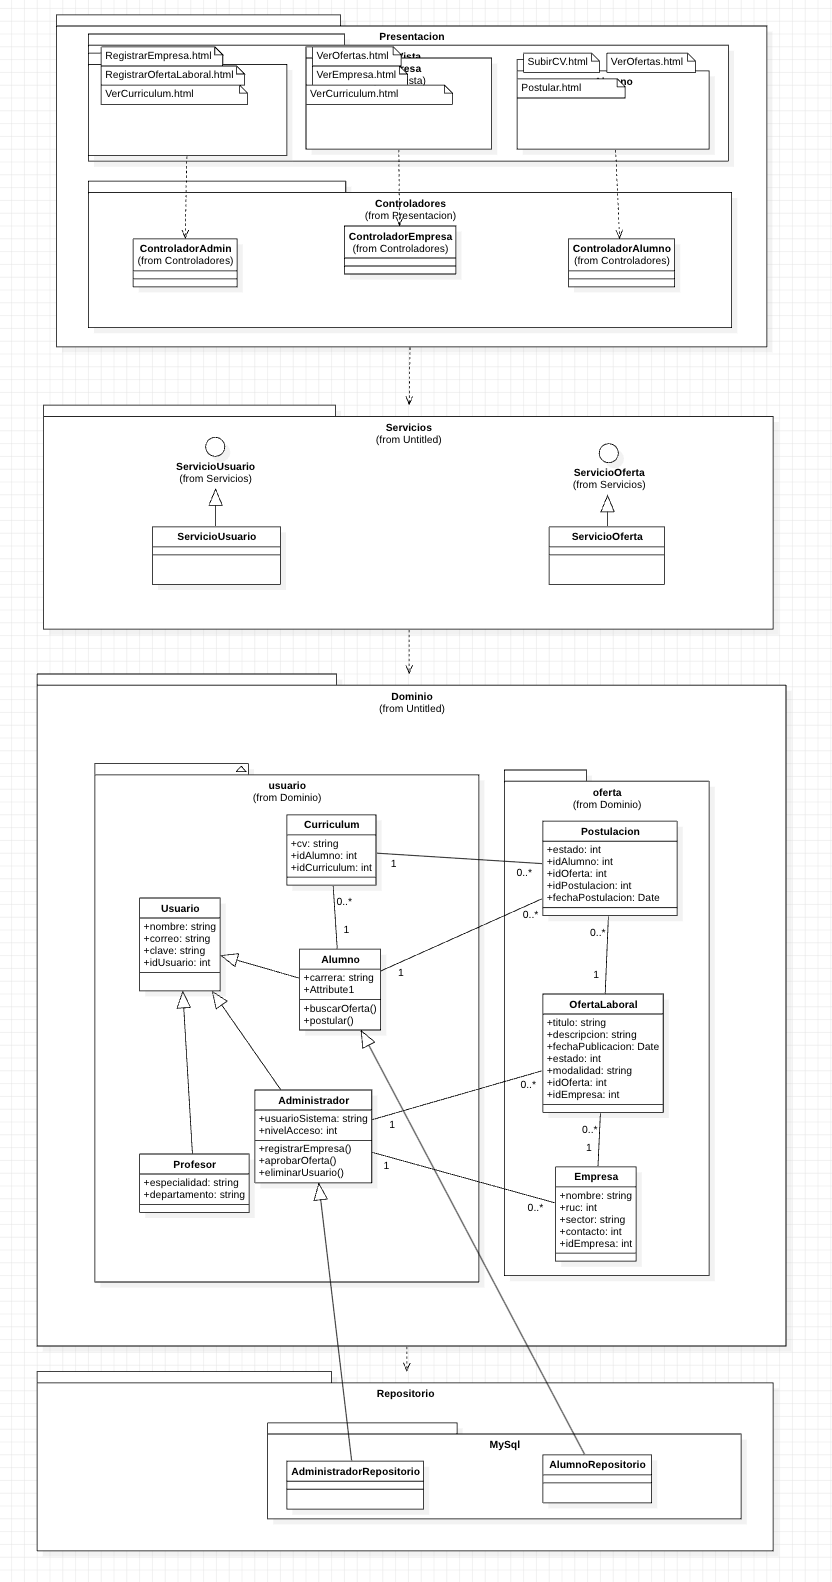 Presentacion
RegistrarEmpresa.html
RegistrarOfertaLaboral.html
VerCurriculum.html
VerOfertas.html
VerEmpresa.html
VerCurriculum.html
SubirCV.html
VerOfertas.html
Postular.html
Controladores
(from Presentacion)
ControladorAdmin
(from Controladores)
ControladorEmpresa
(from Controladores)
ControladorAlumno
(from Controladores)
Servicios
(from Untitled)
ServicioUsuario
(from Servicios)
ServicioOferta
(from Servicios)
ServicioUsuario
ServicioOferta
Dominio
(from Untitled)
usuario
(from Dominio)
oferta
(from Dominio)
Curriculum
+cv: string
+idAlumno: int
+idCurriculum: int
1
0..*
Postulacion
+estado: int
+idAlumno: int
+idOferta: int
+idPostulacion: int
+fechaPostulacion: Date
0..*
1
0..*
1
Usuario
+nombre: string
+correo: string
+clave: string
+idUsuario: int
Alumno
+carrera: string
+Attribute1
+buscarOferta()
+postular()
0..*
1
OfertaLaboral
+titulo: string
+descripcion: string
+fechaPublicacion: Date
+estado: int
+modalidad: string
+idOferta: int
+idEmpresa: int
Administrador
+usuarioSistema: string
+nivelAcceso: int
+registrarEmpresa()
+aprobarOferta()
+eliminarUsuario()
1
0..*
1
0..*
0..*
1
Profesor
+especialidad: string
+departamento: string
Empresa
+nombre: string
+ruc: int
+sector: string
+contacto: int
+idEmpresa: int
Repositorio
MySql
AdministradorRepositorio
AlumnoRepositorio